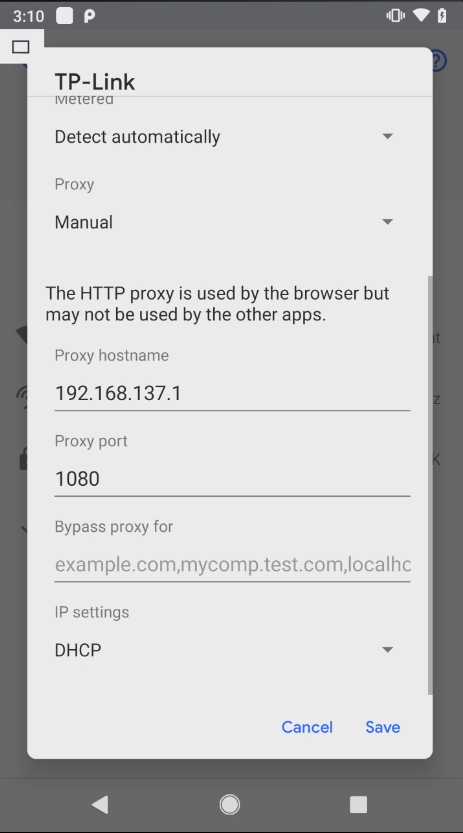 3:10
TP-Link
Metered
Detect automatically
Proxy
Manual
The HTTP proxy is used by the browser but
may not be used by the other apps.
Proxy hostname
192.168.137.1
Proxy port
1080
Bypass proxy for
example.com,mycomp.test.com,localhc
IP settings
DHCP
Cancel
Save